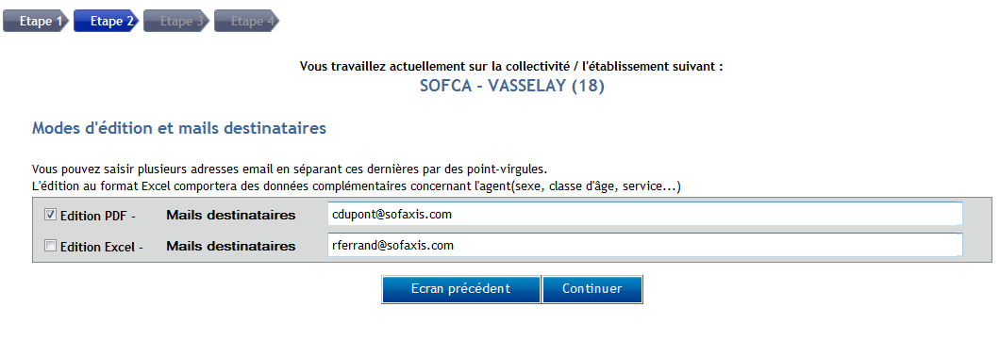 Etape 1 Etape 2 Etape 3 Etape 4
Vous travaillez actuellement sur la collectivité / l'établissement suivant :
SOFCA - VASSELAY (18)
Modes d'édition et mails destinataires
Vous pouvez saisir plusieurs adresses email en séparant ces dernières par des point-virgules.
L'édition au format Excel comportera des données complémentaires concernant l'agent(sexe, classe d'âge, service...)
Edition PDF - Mails destinataires cdupont@sofaxis.com
Edition Excel - Mails destinataires rferrand@sofaxis.com
Ecran précédent Continuer